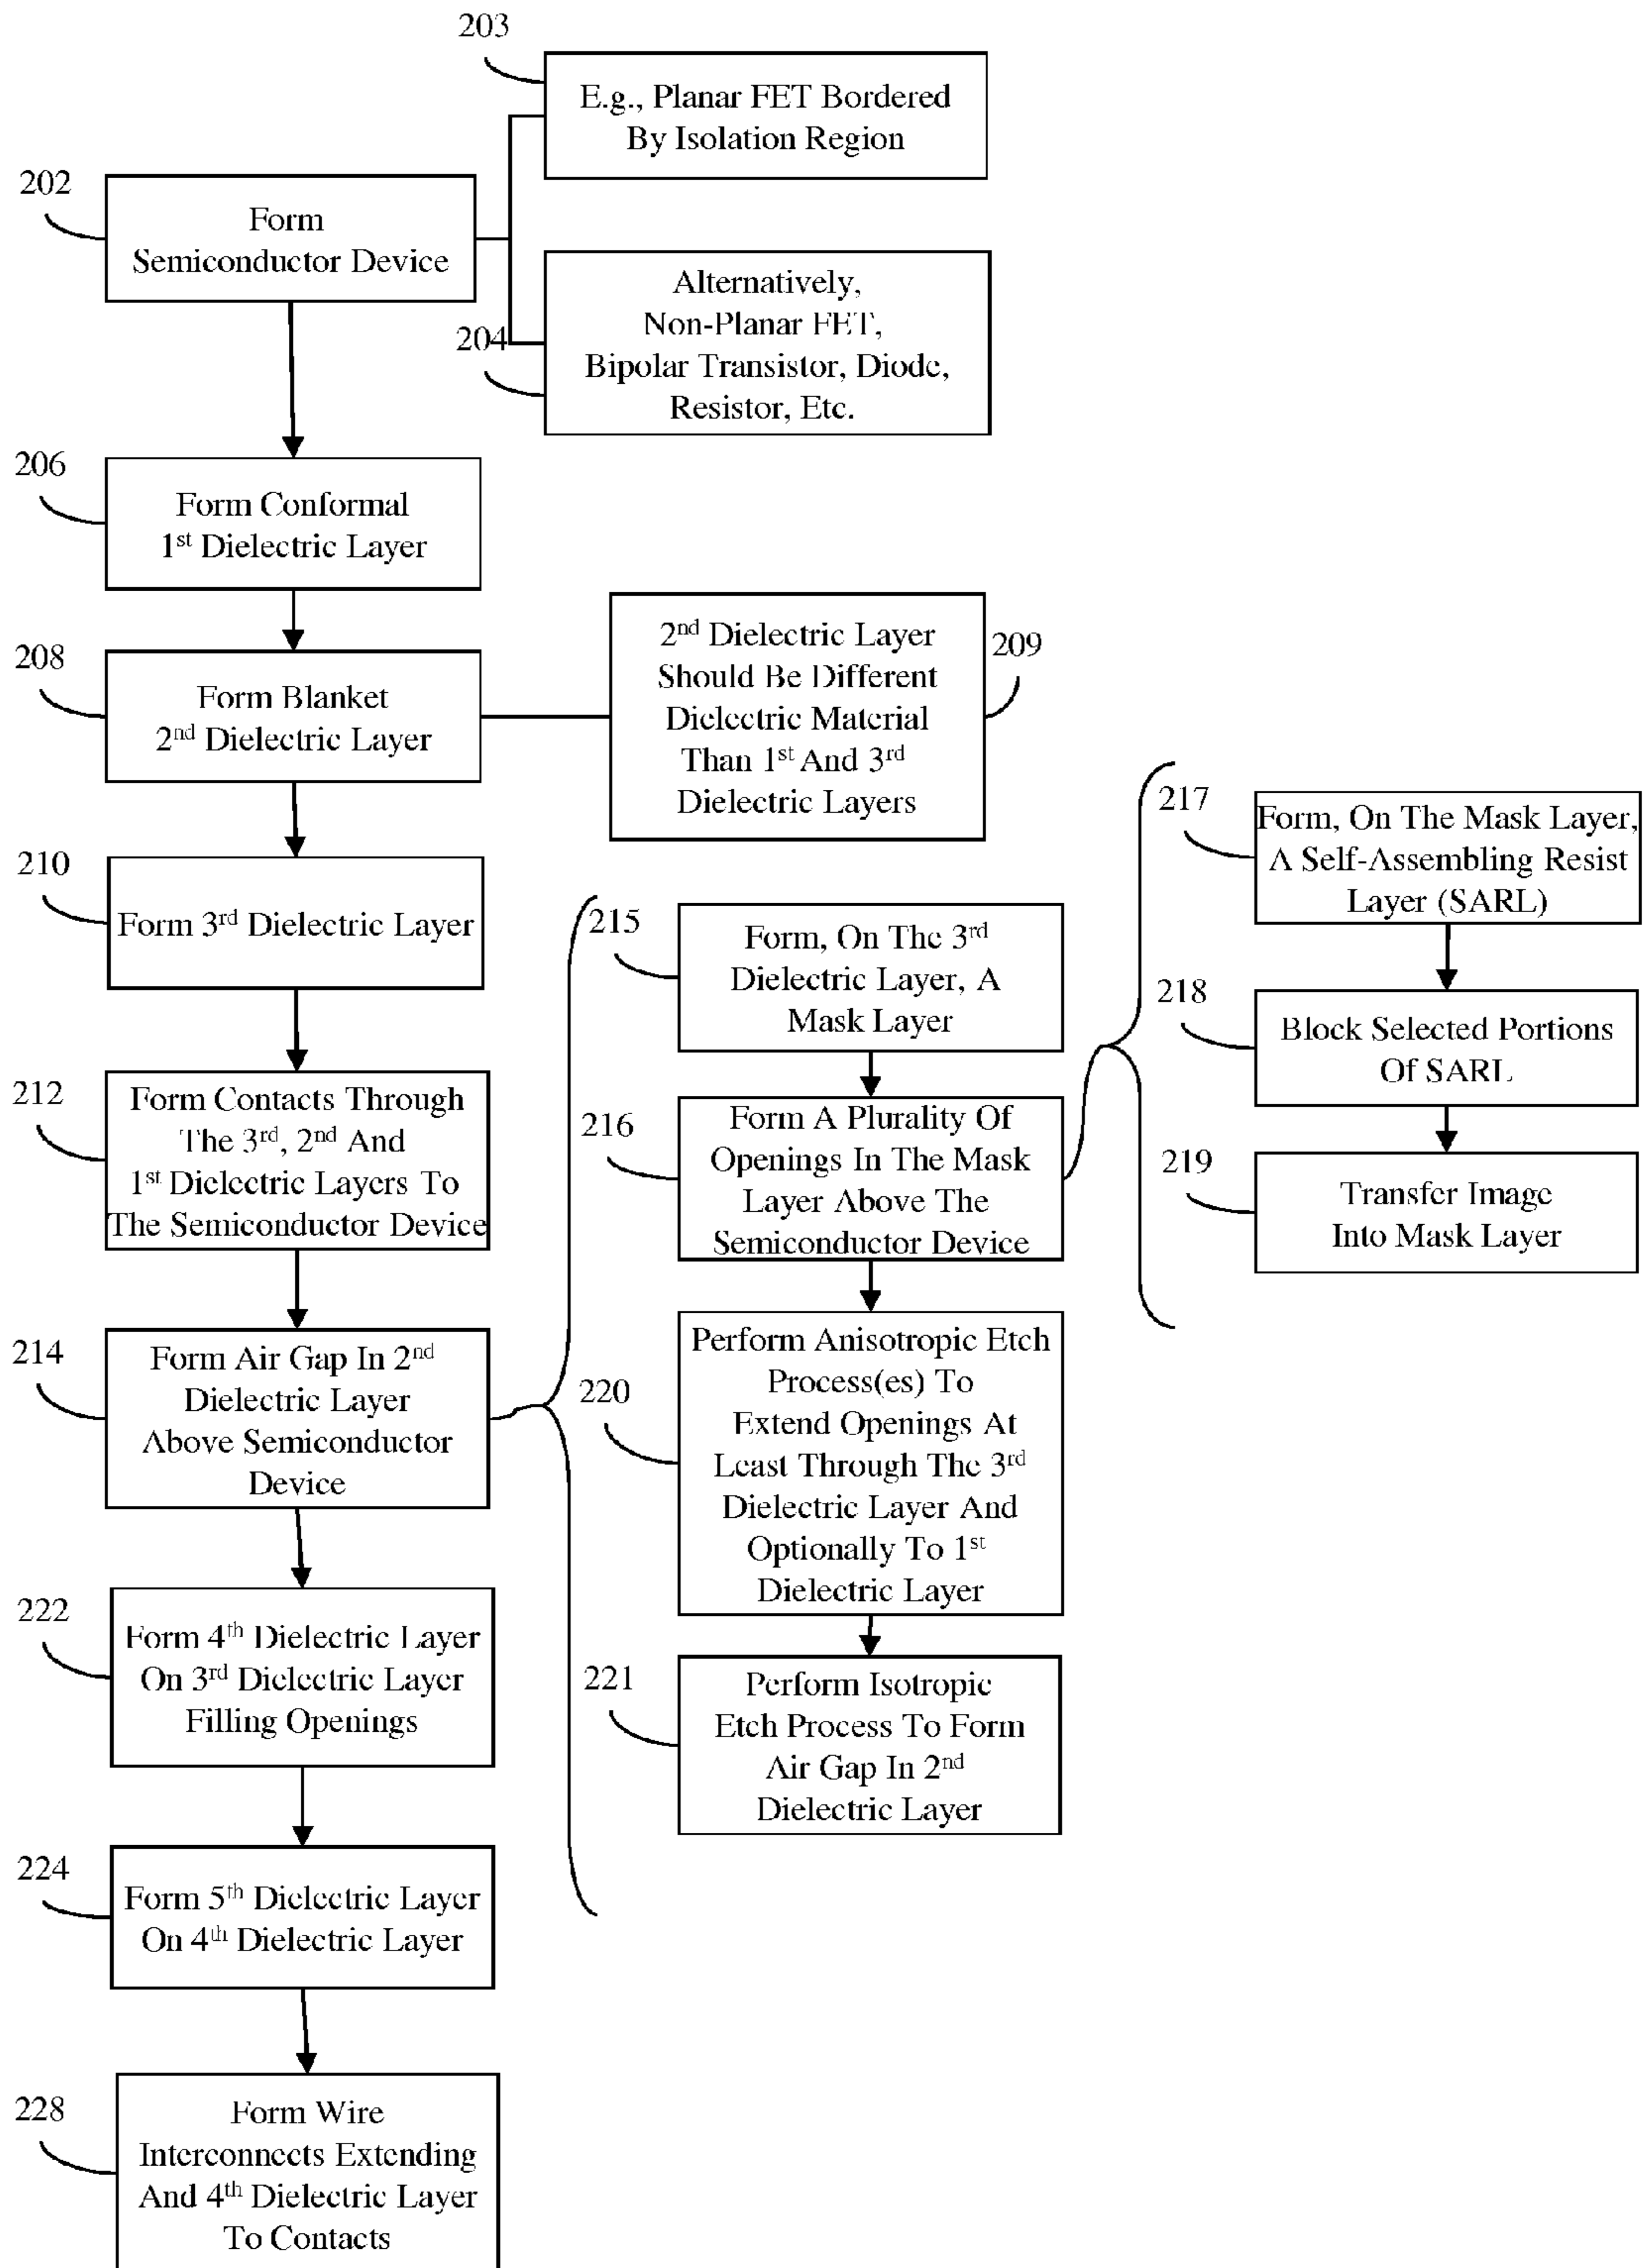 203
E.g., Planar FET Bordered
By Isolation Region
202
Form
Semiconductor Device
204
Alternatively,
Non-Planar FET,
Bipolar Transistor, Diode,
Resistor, Etc.
206
Form Conformal
1st Dielectric Layer
208
Form Blanket
2nd Dielectric Layer
209
2nd Dielectric Layer
Should Be Different
Dielectric Material
Than 1st And 3rd
Dielectric Layers
210
Form 3rd Dielectric Layer
212
Form Contacts Through
The 3rd, 2nd And
1st Dielectric Layers To
The Semiconductor Device
214
Form Air Gap In 2nd
Dielectric Layer
Above Semiconductor
Device
215
Form, On The 3rd
Dielectric Layer, A
Mask Layer
216
Form A Plurality Of
Openings In The Mask
Layer Above The
Semiconductor Device
217
Form, On The Mask Layer,
A Self-Assembling Resist
Layer (SARL)
218
Block Selected Portions
Of SARL
219
Transfer Image
Into Mask Layer
220
Perform Anisotropic Etch
Process(es) To
Extend Openings At
Least Through The 3rd
Dielectric Layer And
Optionally To 1st
Dielectric Layer
221
Perform Isotropic
Etch Process To Form
Air Gap In 2nd
Dielectric Layer
222
Form 4th Dielectric Layer
On 3rd Dielectric Layer
Filling Openings
224
Form 5th Dielectric Layer
On 4th Dielectric Layer
228
Form Wire
Interconnects Extending
And 4th Dielectric Layer
To Contacts